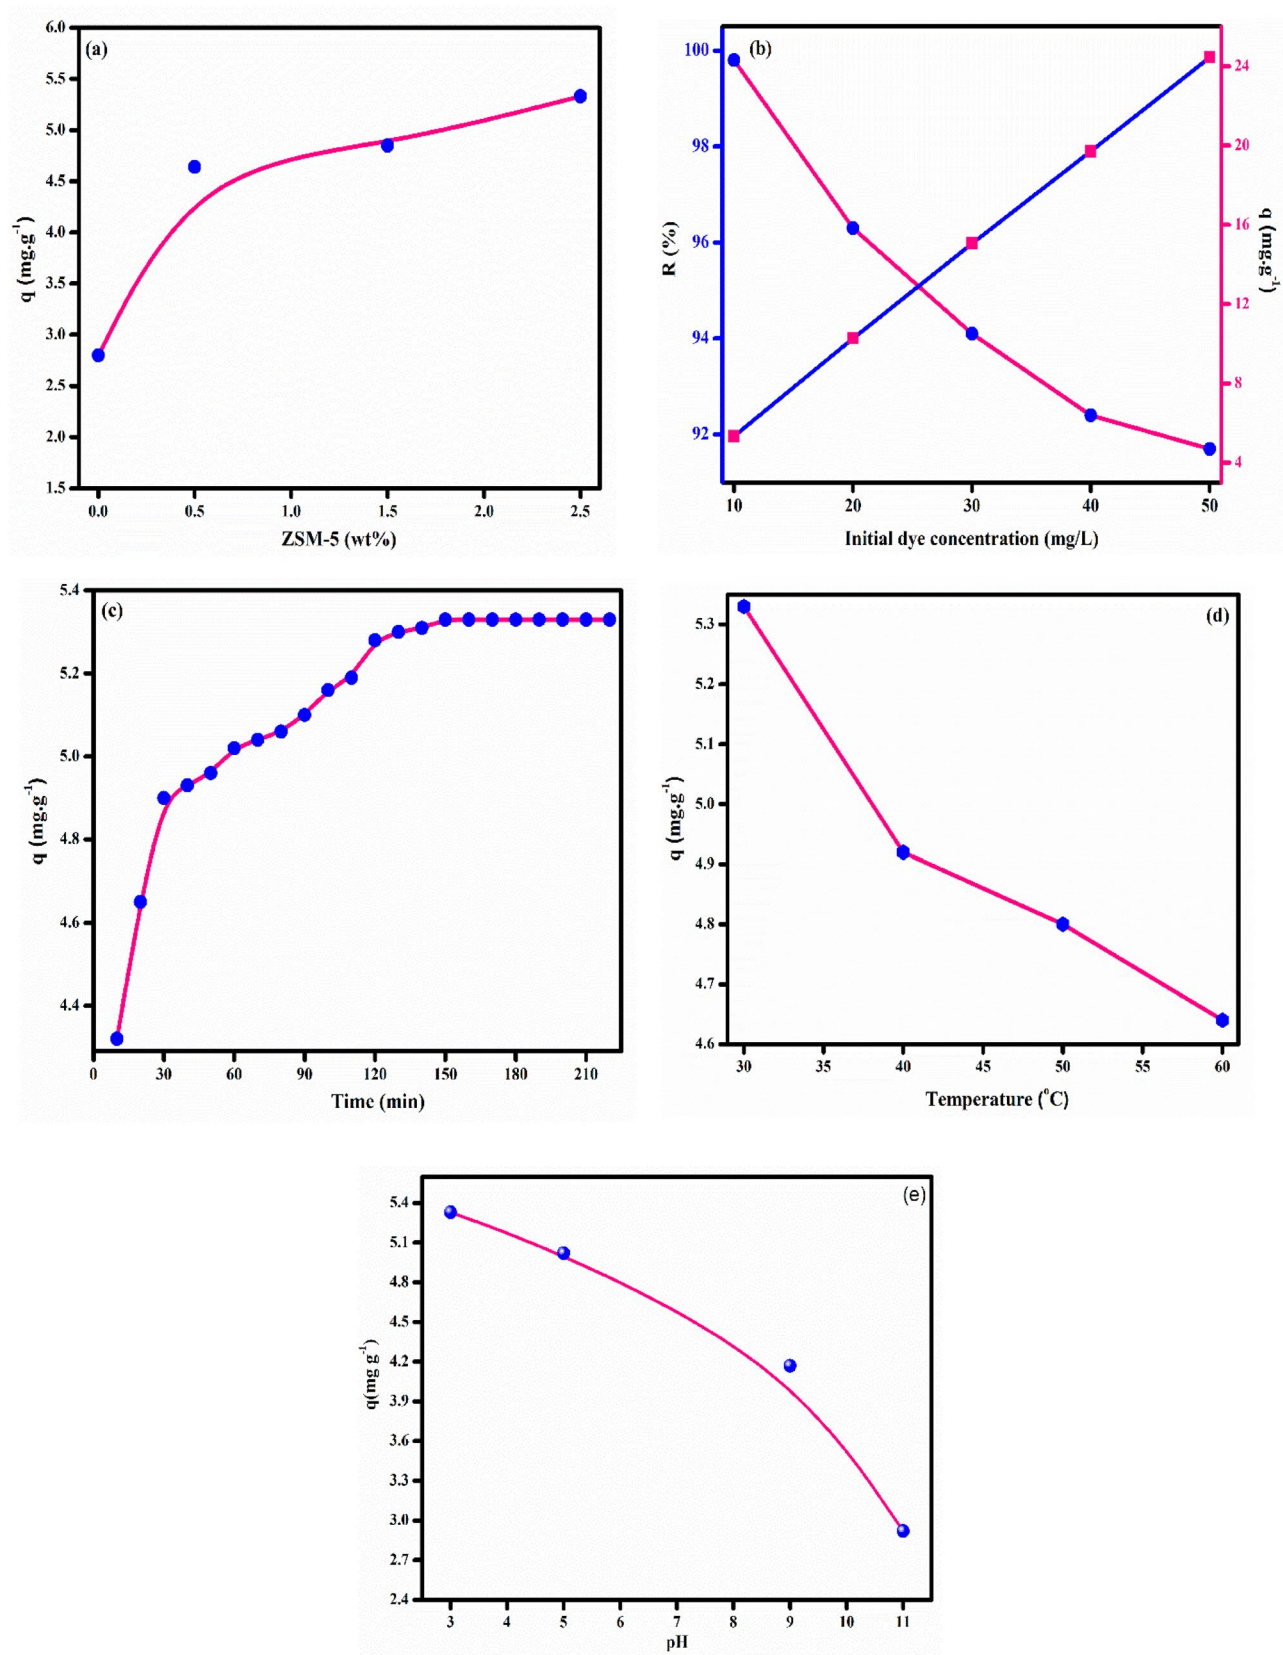 (a)
6.0
5.5
5.0
4.5
4.0
3.5
3.0
2.5
2.0
1.5
q (mg.g-1)
0.0 0.5 1.0 1.5 2.0 2.5
ZSM-5 (wt%)
(b)
100
98
96
94
92
R (%)
24
20
16
12
8
4
q (mg.g-1)
10 20 30 40 50
Initial dye concentration (mg/L)
(c)
5.4
5.2
5.0
4.8
4.6
4.4
q (mg.g-1)
0 30 60 90 120 150 180 210
Time (min)
(d)
5.3
5.2
5.1
5.0
4.9
4.8
4.7
4.6
q (mg.g-1)
30 35 40 45 50 55 60
Temperature (oC)
(e)
5.4
5.1
4.8
4.5
4.2
3.9
3.6
3.3
3.0
2.7
2.4
q(mg g-1)
3 4 5 6 7 8 9 10 11
pH